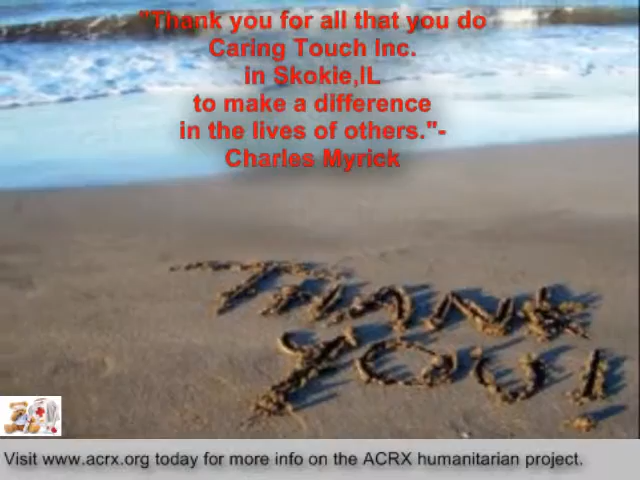 "Thank you for all that you do
Caring Touch Inc.
in Skokie,IL
to make a difference
in the lives of others."-
Charles Myrick
THANK
YOU!
Visit www.acrx.org today for more info on the ACRX humanitarian project.